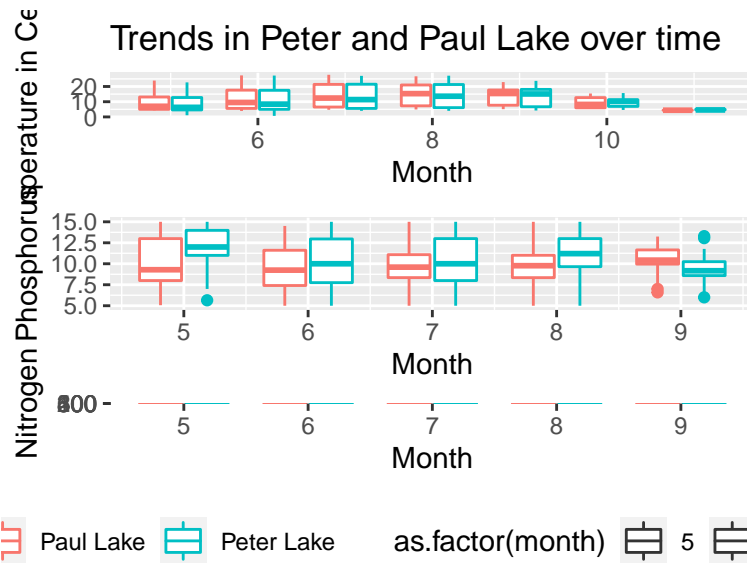 Trends in Peter and Paul Lake over time
perature in Ce
20
10
0
6 8 10
Month
Phosphorus
15.0
12.5
10.0
7.5
5.0
5 6 7 8 9
Month
Nitrogen
5 6 7 8 9
Month
Paul Lake Peter Lake as.factor(month) 5